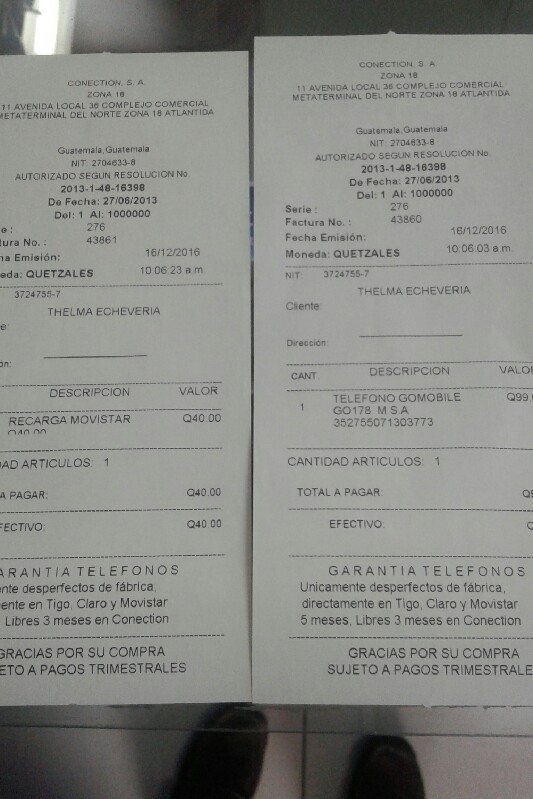 CONECTION, S. A.
ZONA 18
11 AVENIDA LOCAL 36 COMPLEJO COMERCIAL
METATERMINAL DEL NORTE ZONA 18 ATLANTIDA
Guatemala,Guatemala
NIT: 2704633-8
AUTORIZADO SEGUN RESOLUCION No.
2013-1-48-16398
De Fecha: 27/06/2013
Del: 1 Al: 1000000
ie : 276
ctura No. : 43861
ha Emisión: 16/12/2016
neda: QUETZALES 10:06:23 a.m.
3724755-7
THELMA ECHEVERIA
e:
ón:
DESCRIPCION VALOR
RECARGA MOVISTAR Q40.00
Q40.00
DAD ARTICULOS: 1
A PAGAR: Q40.00
FECTIVO: Q40.00
ARANTIA TELEFONOS
nte desperfectos de fábrica,
ente en Tigo, Claro y Movistar
Libres 3 meses en Conection
GRACIAS POR SU COMPRA
JETO A PAGOS TRIMESTRALES
CONECTION, S. A.
ZONA 18
11 AVENIDA LOCAL 36 COMPLEJO COMERCIAL
METATERMINAL DEL NORTE ZONA 18 ATLANTIDA
Guatemala,Guatemala
NIT: 2704633-8
AUTORIZADO SEGUN RESOLUCION No.
2013-1-48-16398
De Fecha: 27/06/2013
Del: 1 Al: 1000000
Serie : 276
Factura No. : 43860
Fecha Emisión: 16/12/2016
Moneda: QUETZALES 10:06:03 a.m.
NIT: 3724755-7
THELMA ECHEVERIA
Cliente:
Dirección:
CANT. DESCRIPCION VALO
1 TELEFONO GOMOBILE Q99.
GO178 M S A
352755071303773
CANTIDAD ARTICULOS: 1
TOTAL A PAGAR: Q9
EFECTIVO: Q
GARANTIA TELEFONOS
Unicamente desperfectos de fábrica,
directamente en Tigo, Claro y Movistar
5 meses, Libres 3 meses en Conection
GRACIAS POR SU COMPRA
SUJETO A PAGOS TRIMESTRALE